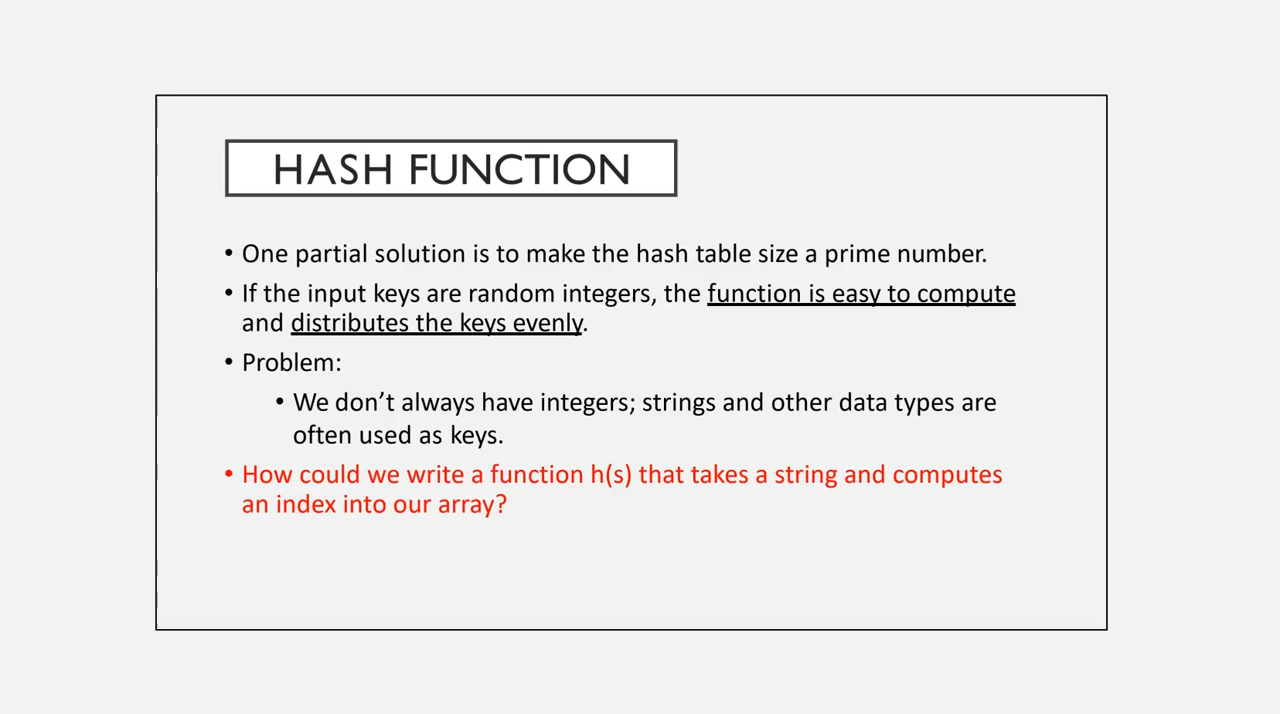 HASH FUNCTION
• One partial solution is to make the hash table size a prime number.
• If the input keys are random integers, the function is easy to compute
and distributes the keys evenly.
• Problem:
• We don’t always have integers; strings and other data types are
often used as keys.
• How could we write a function h(s) that takes a string and computes
an index into our array?